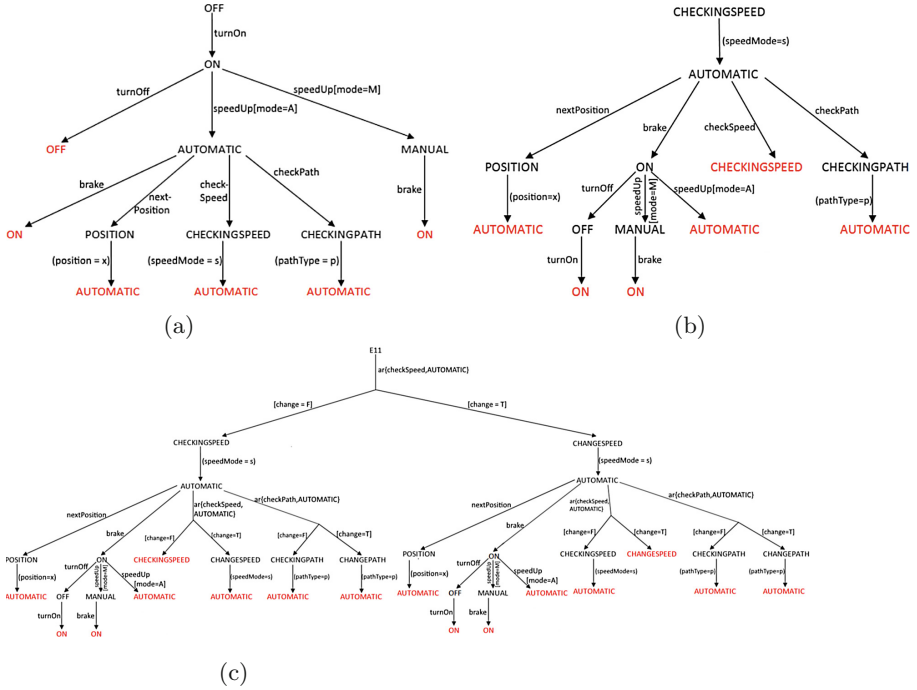 OFF
turnOn
ON
turnOff
speedUp[mode=A]
speedUp[mode=M]
OFF
AUTOMATIC
MANUAL
brake
next-
Position
check-
Speed
checkPath
brake
ON
POSITION
CHECKINGSPEED
CHECKINGPATH
ON
(position = x)
(speedMode = s)
(pathType = p)
AUTOMATIC
AUTOMATIC
AUTOMATIC
(a)
CHECKINGSPEED
(speedMode=s)
AUTOMATIC
nextPosition
brake
checkSpeed
checkPath
POSITION
ON
CHECKINGSPEED
CHECKINGPATH
(position=x)
turnOff
speedUp
[mode=M]
speedUp[mode=A]
(pathType=p)
AUTOMATIC
OFF
MANUAL
AUTOMATIC
AUTOMATIC
turnOn
brake
ON
ON
(b)
E11
ar{checkSpeed,AUTOMATIC}
[change = F]
[change = T]
CHECKINGSPEED
(speedMode = s)
AUTOMATIC
nextPosition
brake
ar{checkSpeed,
AUTOMATIC}
ar{checkPath,AUTOMATIC}
[change=F]
[change=T]
[change=F]
[change=T]
POSITION
ON
CHECKINGSPEED
CHANGESPEED
CHECKINGPATH
CHANGEPATH
(position=x)
turnOff
speedUp
[mode=M]
speedUp
[mode=A]
(speedMode=s)
(pathType=p)
(pathType=p)
AUTOMATIC
OFF
MANUAL
AUTOMATIC
AUTOMATIC
AUTOMATIC
AUTOMATIC
turnOn
brake
ON
ON
CHANGESPEED
(speedMode = s)
AUTOMATIC
nextPosition
brake
ar{checkSpeed,
AUTOMATIC}
ar{checkPath,AUTOMATIC}
[change=F]
[change=T]
[change=F]
[change=T]
POSITION
ON
CHECKINGSPEED
CHANGESPEED
CHECKINGPATH
CHANGEPATH
(position=x)
turnOff
speedUp
[mode=M]
speedUp
[mode=A]
(speedMode=s)
(pathType=p)
(pathType=p)
AUTOMATIC
OFF
MANUAL
AUTOMATIC
AUTOMATIC
AUTOMATIC
AUTOMATIC
turnOn
brake
ON
ON
(c)